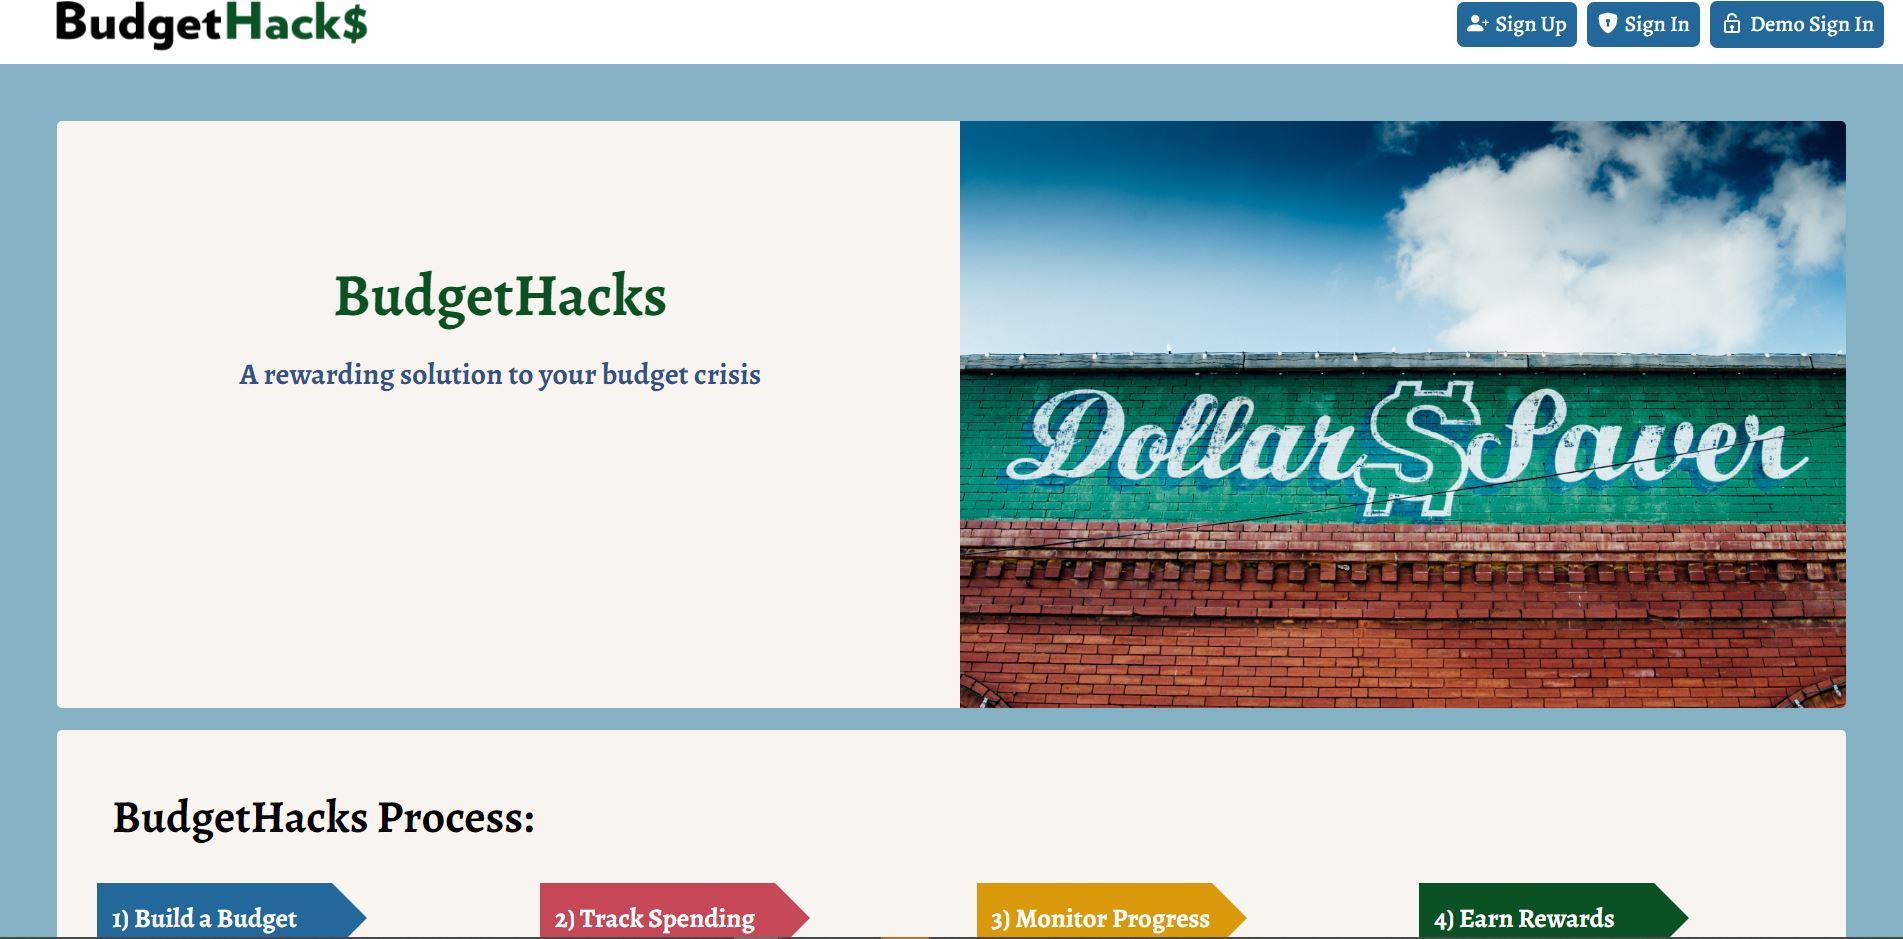 BudgetHack$
Sign Up
Sign In
Demo Sign In
BudgetHacks
A rewarding solution to your budget crisis
Dollar $ Saver
BudgetHacks Process:
1) Build a Budget
2) Track Spending
3) Monitor Progress
4) Earn Rewards